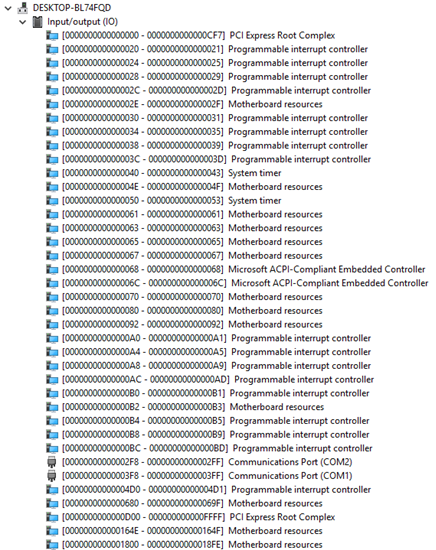 DESKTOP-BL74FQD
Input/output (IO)
[0000000000000000 - 0000000000000CF7] PCI Express Root Complex
[0000000000000020 - 0000000000000021] Programmable interrupt controller
[0000000000000024 - 0000000000000025] Programmable interrupt controller
[0000000000000028 - 0000000000000029] Programmable interrupt controller
[000000000000002C - 000000000000002D] Programmable interrupt controller
[000000000000002E - 000000000000002F] Motherboard resources
[0000000000000030 - 0000000000000031] Programmable interrupt controller
[0000000000000034 - 0000000000000035] Programmable interrupt controller
[0000000000000038 - 0000000000000039] Programmable interrupt controller
[000000000000003C - 000000000000003D] Programmable interrupt controller
[0000000000000040 - 0000000000000043] System timer
[000000000000004E - 000000000000004F] Motherboard resources
[0000000000000050 - 0000000000000053] System timer
[0000000000000061 - 0000000000000061] Motherboard resources
[0000000000000063 - 0000000000000063] Motherboard resources
[0000000000000065 - 0000000000000065] Motherboard resources
[0000000000000067 - 0000000000000067] Motherboard resources
[0000000000000068 - 0000000000000068] Microsoft ACPI-Compliant Embedded Controller
[000000000000006C - 000000000000006C] Microsoft ACPI-Compliant Embedded Controller
[0000000000000070 - 0000000000000070] Motherboard resources
[0000000000000080 - 0000000000000080] Motherboard resources
[0000000000000092 - 0000000000000092] Motherboard resources
[00000000000000A0 - 00000000000000A1] Programmable interrupt controller
[00000000000000A4 - 00000000000000A5] Programmable interrupt controller
[00000000000000A8 - 00000000000000A9] Programmable interrupt controller
[00000000000000AC - 00000000000000AD] Programmable interrupt controller
[00000000000000B0 - 00000000000000B1] Programmable interrupt controller
[00000000000000B2 - 00000000000000B3] Motherboard resources
[00000000000000B4 - 00000000000000B5] Programmable interrupt controller
[00000000000000B8 - 00000000000000B9] Programmable interrupt controller
[00000000000000BC - 00000000000000BD] Programmable interrupt controller
[00000000000002F8 - 00000000000002FF] Communications Port (COM2)
[00000000000003F8 - 00000000000003FF] Communications Port (COM1)
[00000000000004D0 - 00000000000004D1] Programmable interrupt controller
[0000000000000680 - 000000000000069F] Motherboard resources
[0000000000000D00 - 000000000000FFFF] PCI Express Root Complex
[000000000000164E - 000000000000164F] Motherboard resources
[0000000000001800 - 00000000000018FE] Motherboard resources